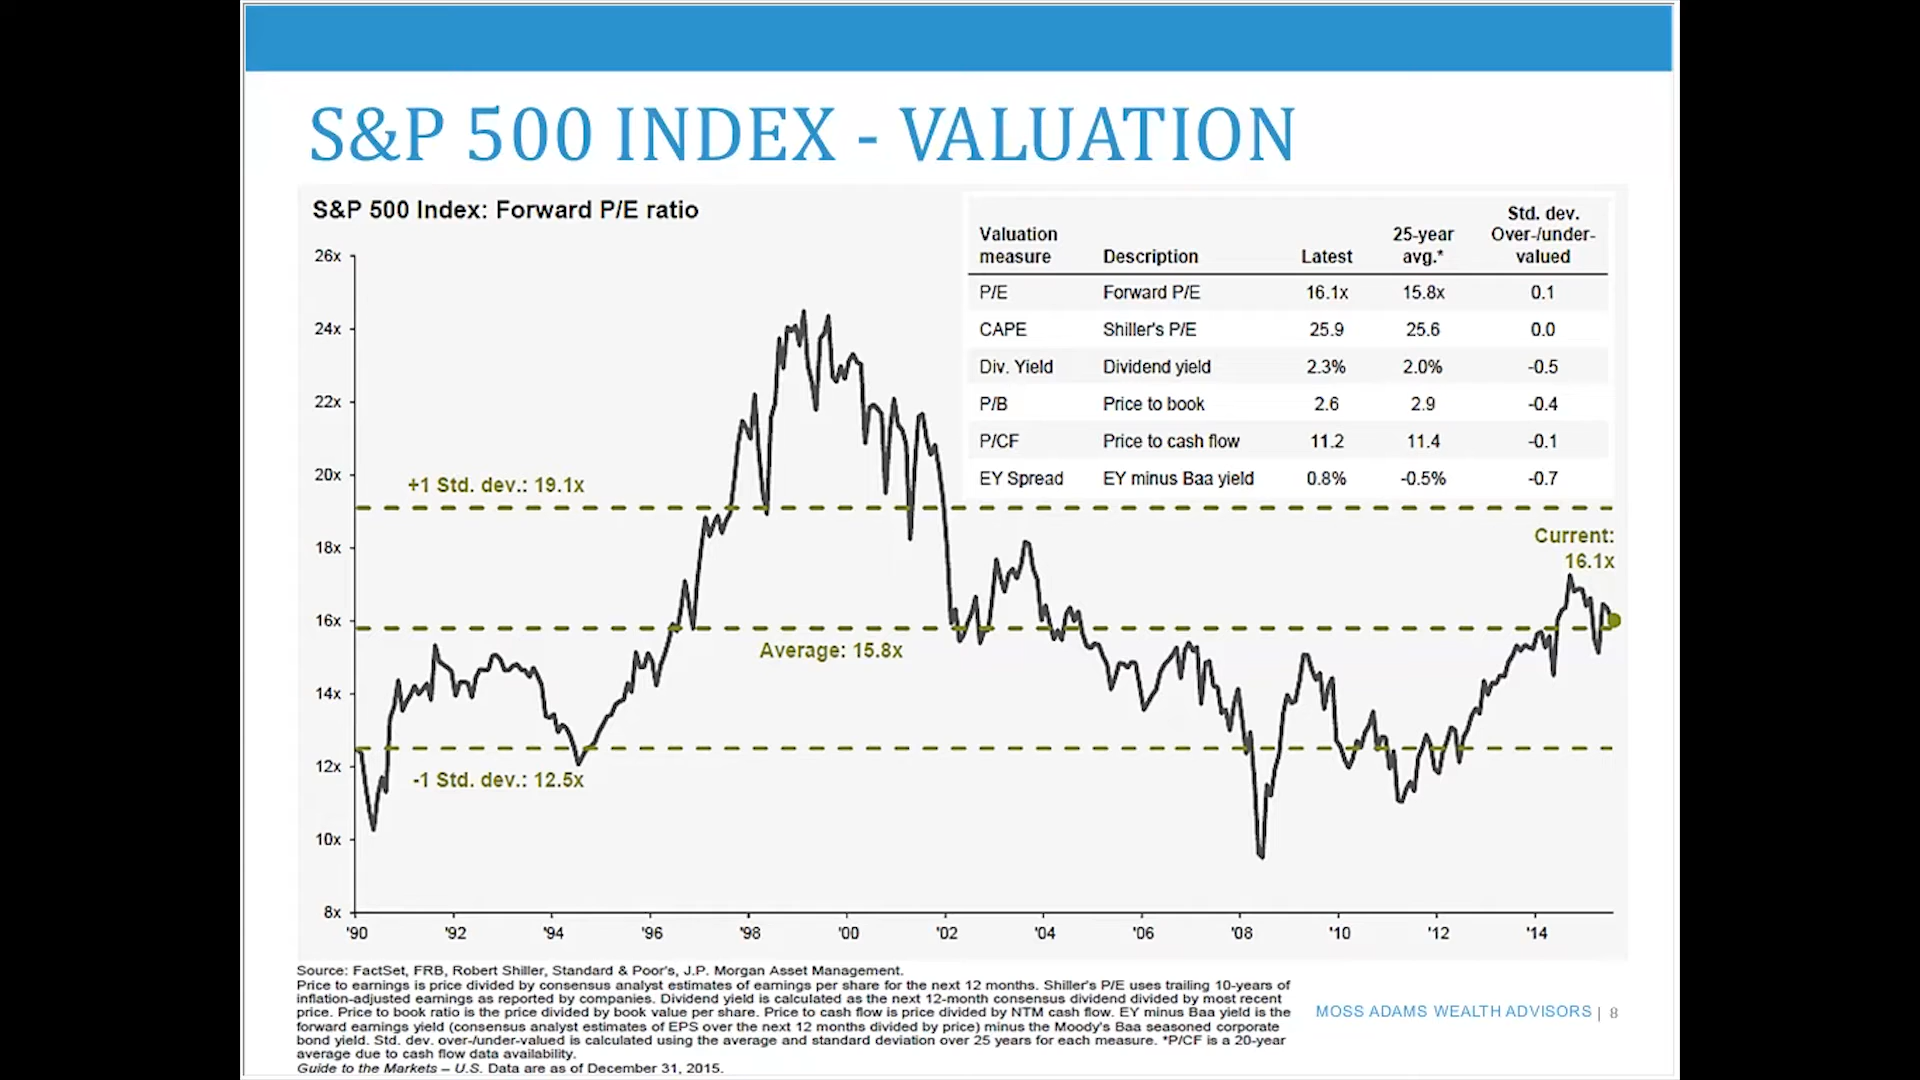 S&P 500 INDEX - VALUATION
S&P 500 Index: Forward P/E ratio
Valuation measure Description Latest 25-year avg.* Std. dev. Over-/under-valued
P/E Forward P/E 16.1x 15.8x 0.1
CAPE Shiller's P/E 25.9 25.6 0.0
Div. Yield Dividend yield 2.3% 2.0% -0.5
P/B Price to book 2.6 2.9 -0.4
P/CF Price to cash flow 11.2 11.4 -0.1
EY Spread EY minus Baa yield 0.8% -0.5% -0.7
26x
24x
22x
20x
18x
16x
14x
12x
10x
8x
+1 Std. dev.: 19.1x
Current:
16.1x
Average: 15.8x
-1 Std. dev.: 12.5x
'90 '92 '94 '96 '98 '00 '02 '04 '06 '08 '10 '12 '14
Source: FactSet, FRB, Robert Shiller, Standard & Poor's, J.P. Morgan Asset Management.
Price to earnings is price divided by consensus analyst estimates of earnings per share for the next 12 months. Shiller's P/E uses trailing 10-years of
inflation-adjusted earnings as reported by companies. Dividend yield is calculated as the next 12-month consensus dividend divided by most recent
price. Price to book ratio is the price divided by book value per share. Price to cash flow is price divided by NTM cash flow. EY minus Baa yield is the
forward earnings yield (consensus analyst estimates of EPS over the next 12 months divided by price) minus the Moody's Baa seasoned corporate
bond yield. Std. dev. over-/under-valued is calculated using the average and standard deviation over 25 years for each measure. *P/CF is a 20-year
average due to cash flow data availability.
Guide to the Markets – U.S. Data are as of December 31, 2015.
MOSS ADAMS WEALTH ADVISORS | 8